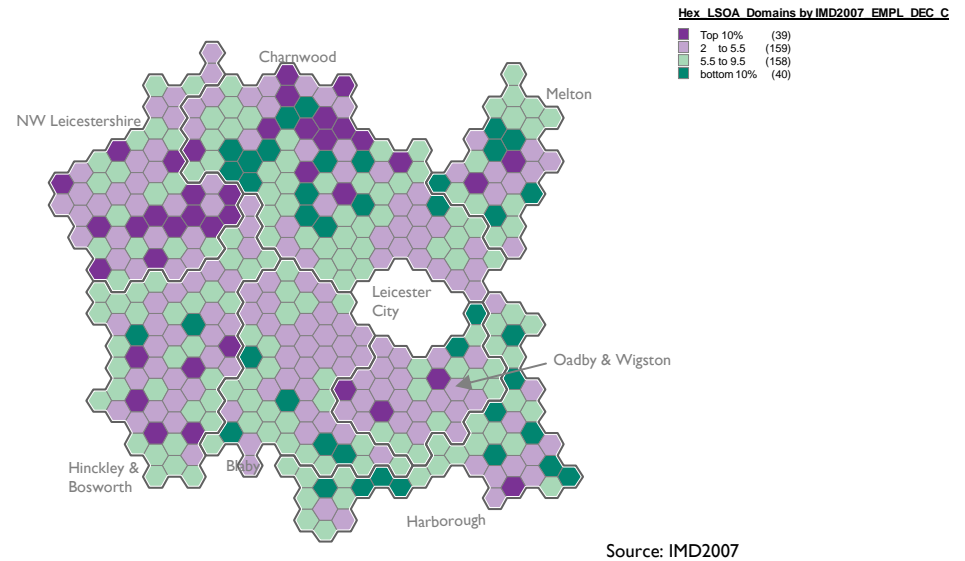 Hex_LSOA_Domains by IMD2007_EMPL_DEC_C
Top 10% (39)
2 to 5.5 (159)
5.5 to 9.5 (158)
bottom 10% (40)
Charnwood
Melton
NW Leicestershire
Leicester
City
Oadby & Wigston
Hinckley &
Bosworth
Blaby
Harborough
Source: IMD2007